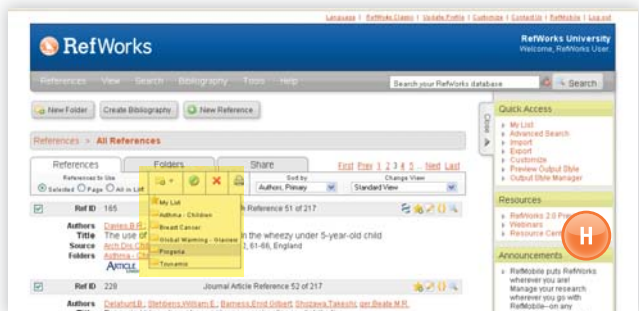 Language | RefWorks Classic | Update Profile | Customize | Contact Us | RefMobile | Log out
RefWorks
RefWorks University
Welcome, RefWorks User.
References View Search Bibliography Tools Help
Search your RefWorks database
Search
New Folder
Create Bibliography
New Reference
Close
Quick Access
My List
Advanced Search
Import
Export
Customize
Preview Output Style
Output Style Manager
References > All References
References
Folders
Share
First Prev 1 2 3 4 5 .. Next Last
References to Use
Selected Page All in List
Sort by
Authors, Primary
Change View
Standard View
My List
Asthma - Children
Breast Cancer
Global Warming - Glaciers
Progeria
Tsunamis
Ref ID 165
Reference 51 of 217
Authors Davies,B.R.;
Title The use of
in the wheezy under 5-year-old child
Source Arch.Dis.
61-66, England
Folders Asthma - Ch
ARTICLE
Resources
RefWorks 2.0
Webinars
Resource
H
Announcements
RefMobile puts RefWorks
wherever you are!
Manage your research
wherever you go with
RefMobile--on any
Ref ID 228
Journal Article Reference 52 of 217
Authors